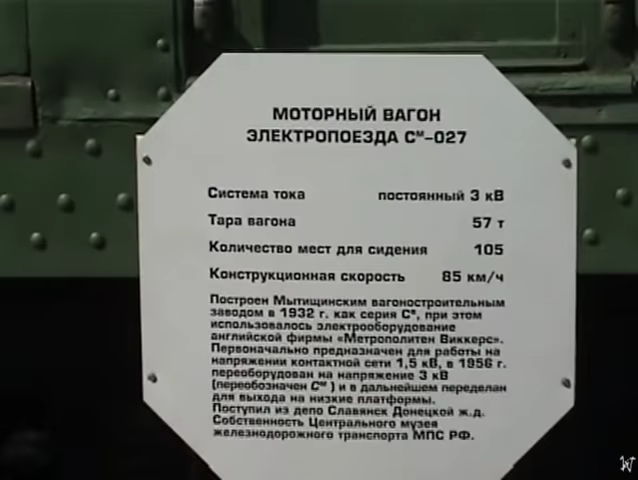 МОТОРНЫЙ ВАГОН
ЭЛЕКТРОПОЕЗДА Сᴹ-027
Система тока постоянный 3 кВ
Тара вагона 57 т
Количество мест для сидения 105
Конструкционная скорость 85 км/ч
Построен Мытищинским вагоностроительным
заводом в 1932 г. как серия Сᴮ, при этом
использовалось электрооборудование
английской фирмы «Метрополитен Виккерс».
Первоначально предназначен для работы на
напряжении контактной сети 1,5 кВ, в 1956 г.
переоборудован на напряжение 3 кВ
(переобозначен Сᴹ) и в дальнейшем переделан
для выхода на низкие платформы.
Поступил из депо Славянск Донецкой ж.д.
Собственность Центрального музея
железнодорожного транспорта МПС РФ.